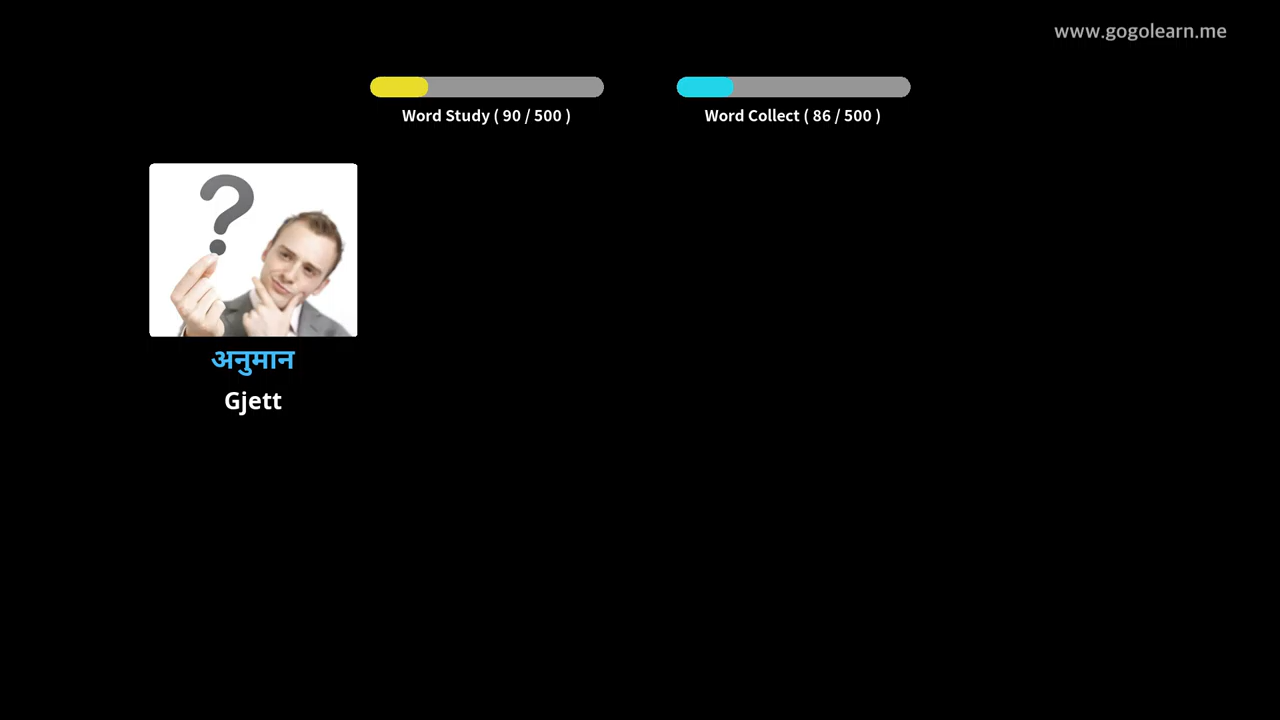 www.gogolearn.me
Word Study ( 90 / 500 )
Word Collect ( 86 / 500 )
?
अनुमान
Gjett